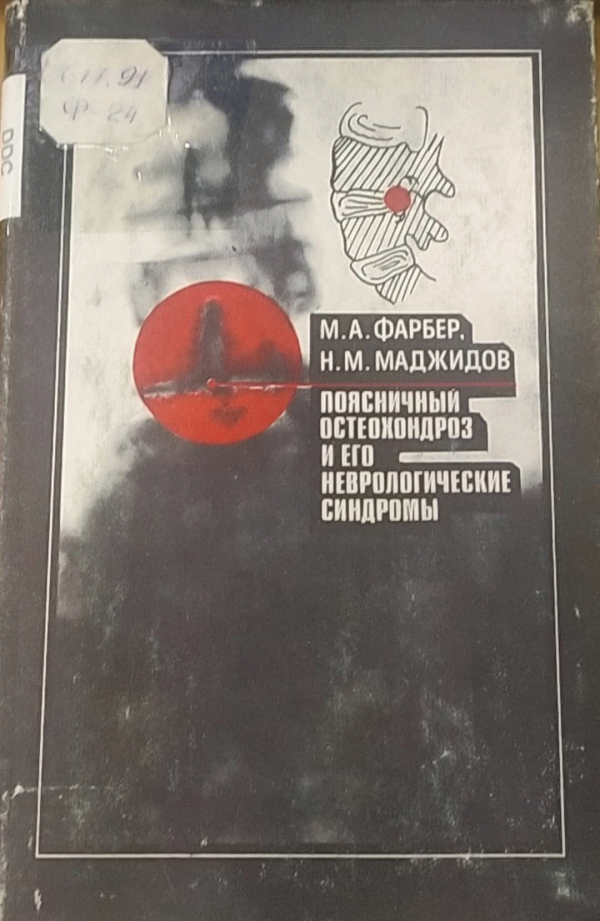 617.91
Ф-24
DDC
М.А. ФАРБЕР,
Н.М. МАДЖИДОВ
ПОЯСНИЧНЫЙ
ОСТЕОХОНДРОЗ
И ЕГО
НЕВРОЛОГИЧЕСКИЕ
СИНДРОМЫ